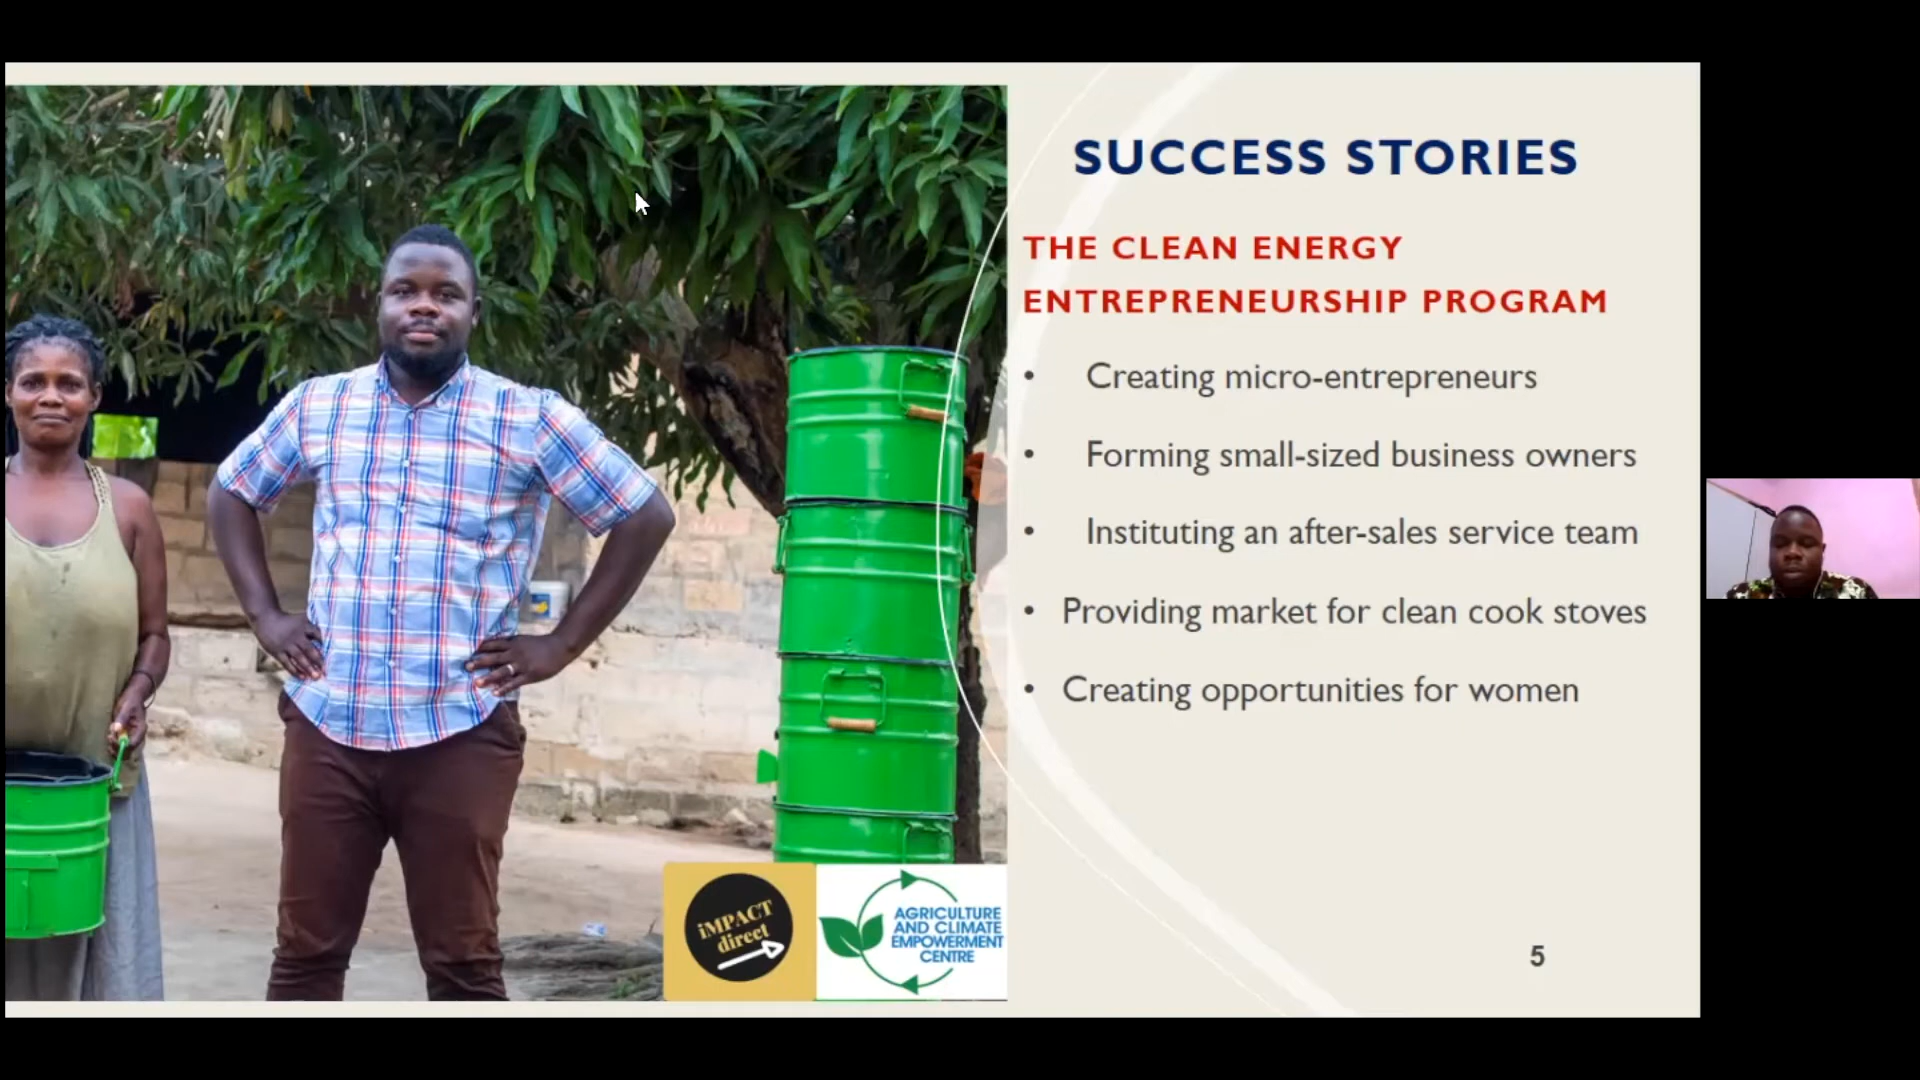 SUCCESS STORIES
THE CLEAN ENERGY
ENTREPRENEURSHIP PROGRAM
• Creating micro-entrepreneurs
• Forming small-sized business owners
• Instituting an after-sales service team
• Providing market for clean cook stoves
• Creating opportunities for women
iMPACT
direct
AGRICULTURE
AND CLIMATE
EMPOWERMENT
CENTRE
5